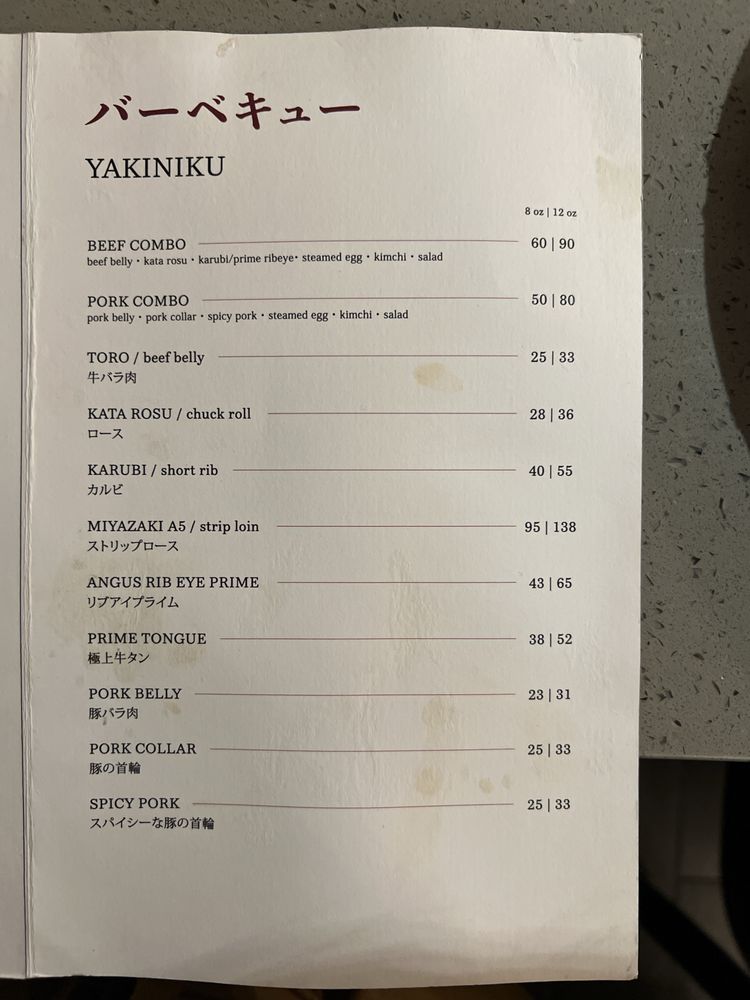 バーベキュー
YAKINIKU
8 oz | 12 oz
BEEF COMBO 60 | 90
beef belly · kata rosu · karubi/prime ribeye · steamed egg · kimchi · salad
PORK COMBO 50 | 80
pork belly · pork collar · spicy pork · steamed egg · kimchi · salad
TORO / beef belly 25 | 33
牛バラ肉
KATA ROSU / chuck roll 28 | 36
ロース
KARUBI / short rib 40 | 55
カルビ
MIYAZAKI A5 / strip loin 95 | 138
ストリップロース
ANGUS RIB EYE PRIME 43 | 65
リブアイプライム
PRIME TONGUE 38 | 52
極上牛タン
PORK BELLY 23 | 31
豚バラ肉
PORK COLLAR 25 | 33
豚の首輪
SPICY PORK 25 | 33
スパイシーな豚の首輪